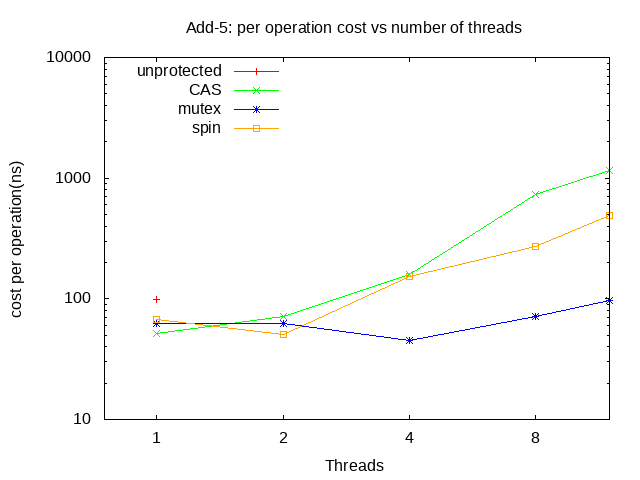 Add-5: per operation cost vs number of threads
10000
unprotected
CAS
mutex
spin
1000
cost per operation(ns)
100
10
1 2 4 8
Threads